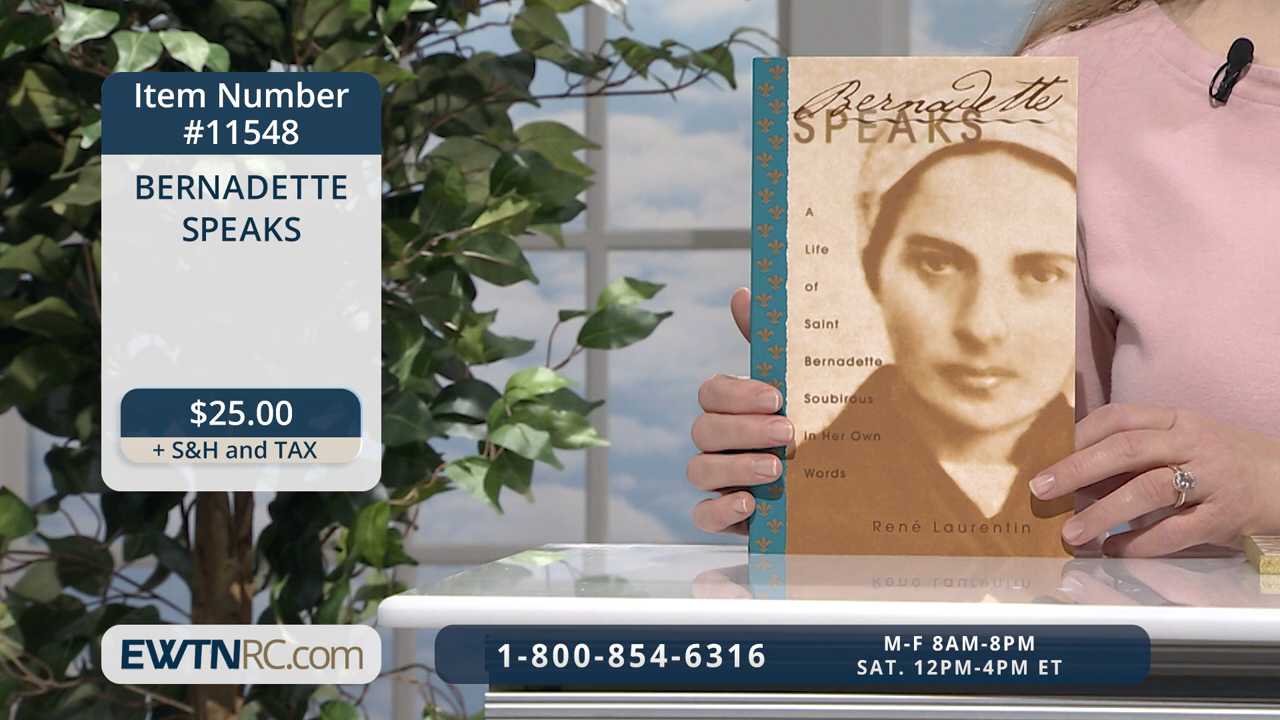 Item Number
#11548
BERNADETTE
SPEAKS
$25.00
+ S&H and TAX
EWTNRC.com
1-800-854-6316
M-F 8AM-8PM
SAT. 12PM-4PM ET
Bernadette
SPEAKS
A
Life
of
Saint
Bernadette
Soubirous
In Her Own
Words
René Laurentin